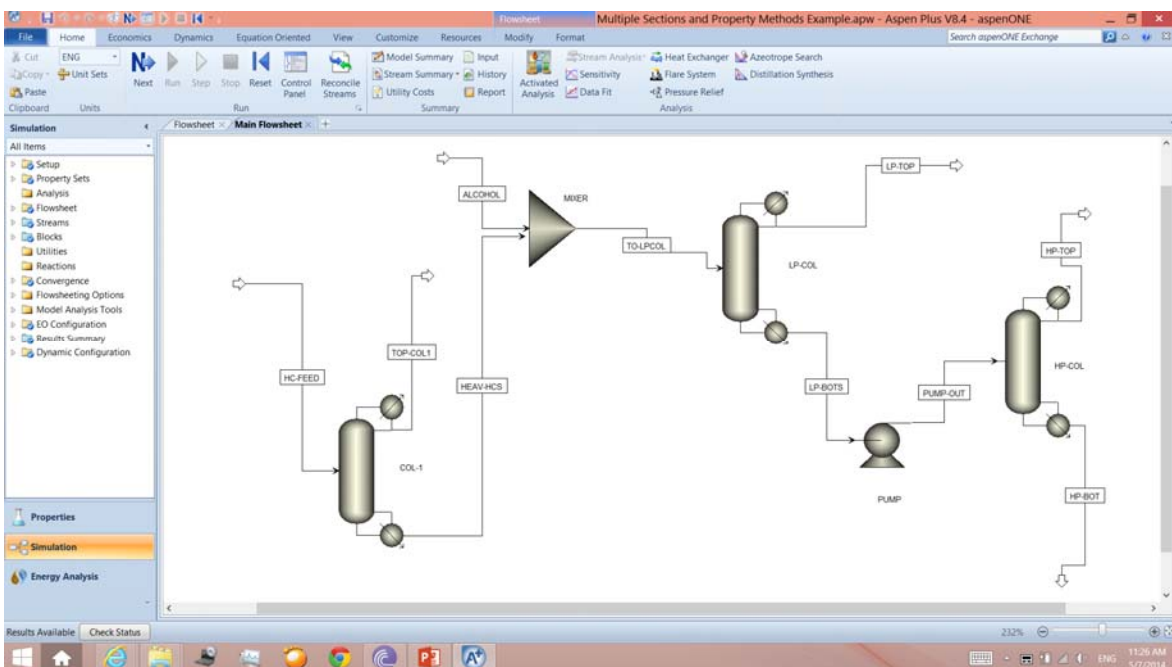 Flowsheet
Multiple Sections and Property Methods Example.apw - Aspen Plus V8.4 - aspenONE
File Home Economics Dynamics Equation Oriented View Customize Resources Modify Format
Search aspenONE Exchange
Cut
Copy
Paste
Clipboard
ENG
Unit Sets
Units
Next Run Step Stop Reset Control Panel Reconcile Streams
Run
Model Summary Input
Stream Summary History
Utility Costs Report
Summary
Activated Analysis
Stream Analysis Heat Exchanger Azeotrope Search
Sensitivity Flare System Distillation Synthesis
Data Fit Pressure Relief
Analysis
Simulation
All Items
Setup
Property Sets
Analysis
Flowsheet
Streams
Blocks
Utilities
Reactions
Convergence
Flowsheeting Options
Model Analysis Tools
EO Configuration
Results Summary
Dynamic Configuration
Properties
Simulation
Energy Analysis
Flowsheet Main Flowsheet +
ALCOHOL
MIXER
TO-LPCOL
LP-TOP
LP-COL
HP-TOP
HC-FEED
TOP-COL1
HEAV-HCS
LP-BOTS
PUMP-OUT
HP-COL
COL-1
PUMP
HP-BOT
Results Available Check Status
232%
ENG
11:26 AM